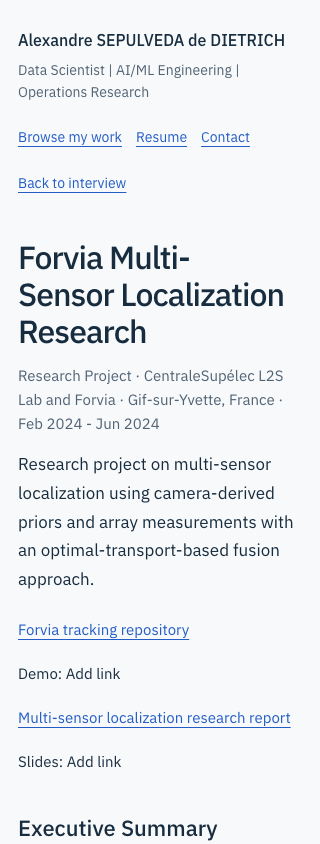 Alexandre SEPULVEDA de DIETRICH
Data Scientist | AI/ML Engineering |
Operations Research
Browse my work Resume Contact
Back to interview
Forvia Multi-
Sensor Localization
Research
Research Project · CentraleSupélec L2S
Lab and Forvia · Gif-sur-Yvette, France ·
Feb 2024 - Jun 2024
Research project on multi-sensor
localization using camera-derived
priors and array measurements with
an optimal-transport-based fusion
approach.
Forvia tracking repository
Demo: Add link
Multi-sensor localization research report
Slides: Add link
Executive Summary